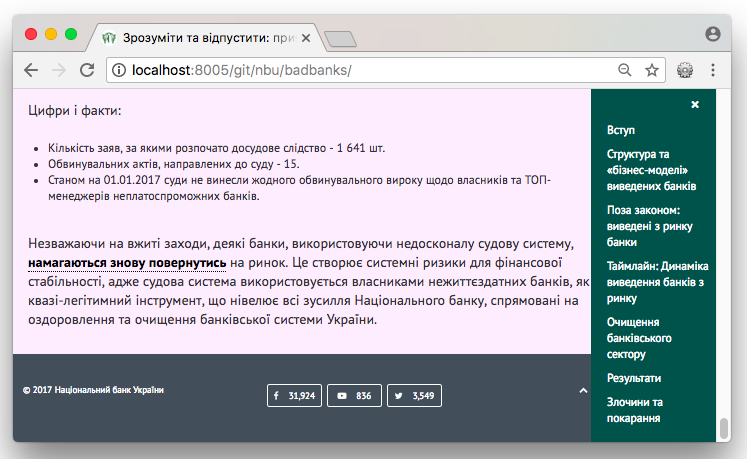 Зрозуміти та відпустити: при
localhost:8005/git/nbu/badbanks/
Цифри і факти:
Кількість заяв, за якими розпочато досудове слідство - 1 641 шт.
Обвинувальних актів, направлених до суду - 15.
Станом на 01.01.2017 суди не винесли жодного обвинувального вироку щодо власників та ТОП-
менеджерів неплатоспроможних банків.
Незважаючи на вжиті заходи, деякі банки, використовуючи недосконалу судову систему,
намагаються знову повернутись на ринок. Це створює системні ризики для фінансової
стабільності, адже судова система використовується власниками нежиттєздатних банків, як
квазі-легітимний інструмент, що нівелює всі зусилля Національного банку, спрямовані на
оздоровлення та очищення банківської системи України.
Вступ
Структура та
«бізнес-моделі»
виведених банків
Поза законом:
виведені з ринку
банки
Таймлайн: Динаміка
виведення банків з
ринку
Очищення
банківського
сектору
Результати
Злочини та
покарання
© 2017 Національний банк України
31,924
836
3,549